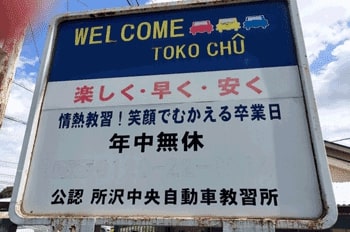 WELCOME
TOKO CHÛ
楽しく・早く・安く
情熱教習！笑顔でむかえる卒業日
年中無休
公認 所沢中央自動車教習所